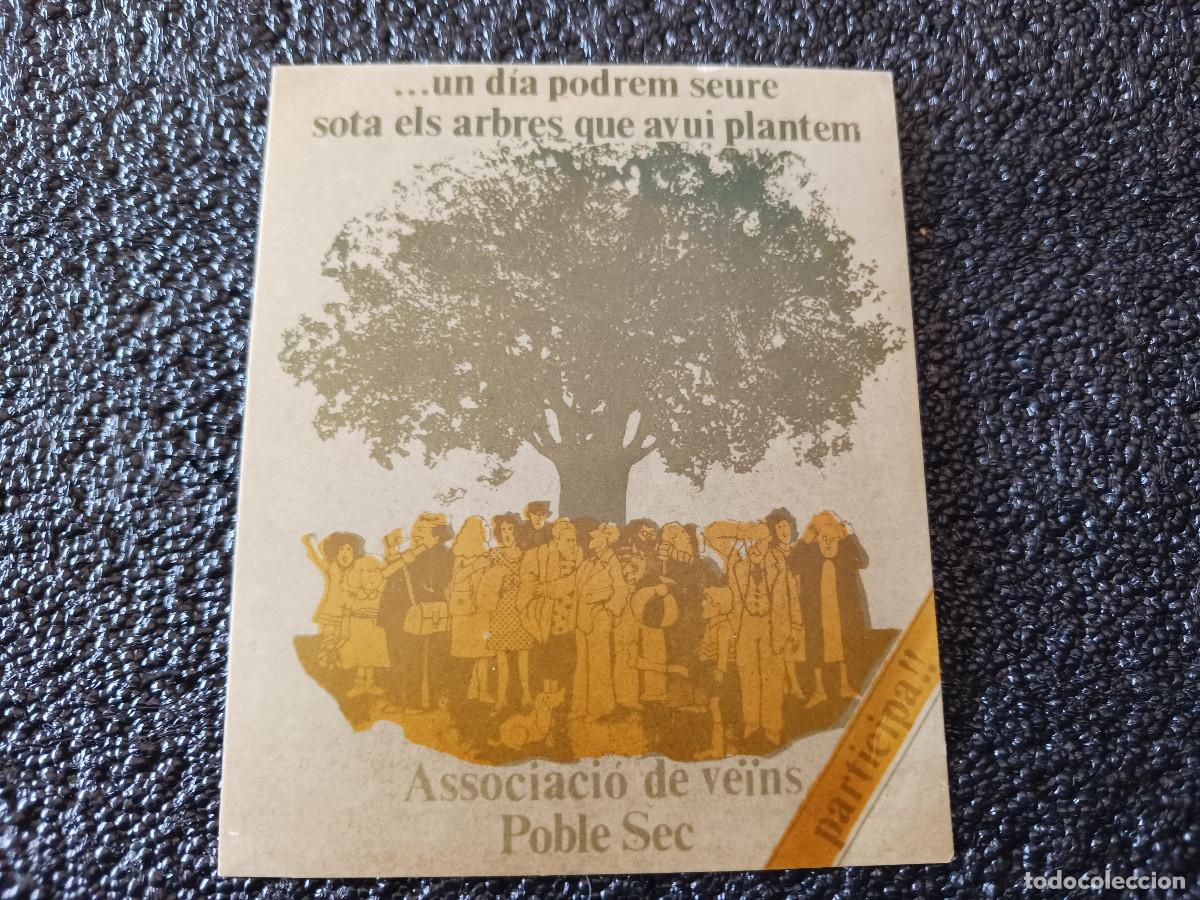 ...un día podrem seure
sota els arbres que avui plantem
participa!!
Associació de veïns
Poble Sec
todocoleccion